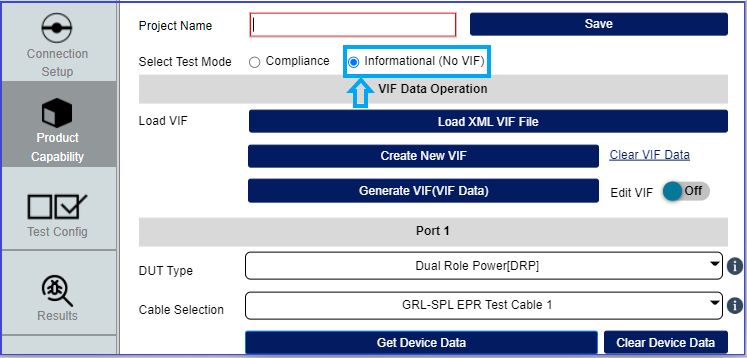 Connection
Setup
Product
Capability
Test Config
Results
Project Name
Save
Select Test Mode
Compliance
Informational (No VIF)
VIF Data Operation
Load VIF
Load XML VIF File
Create New VIF
Clear VIF Data
Generate VIF(VIF Data)
Edit VIF
Off
Port 1
DUT Type
Dual Role Power[DRP]
i
Cable Selection
GRL-SPL EPR Test Cable 1
i
Get Device Data
Clear Device Data